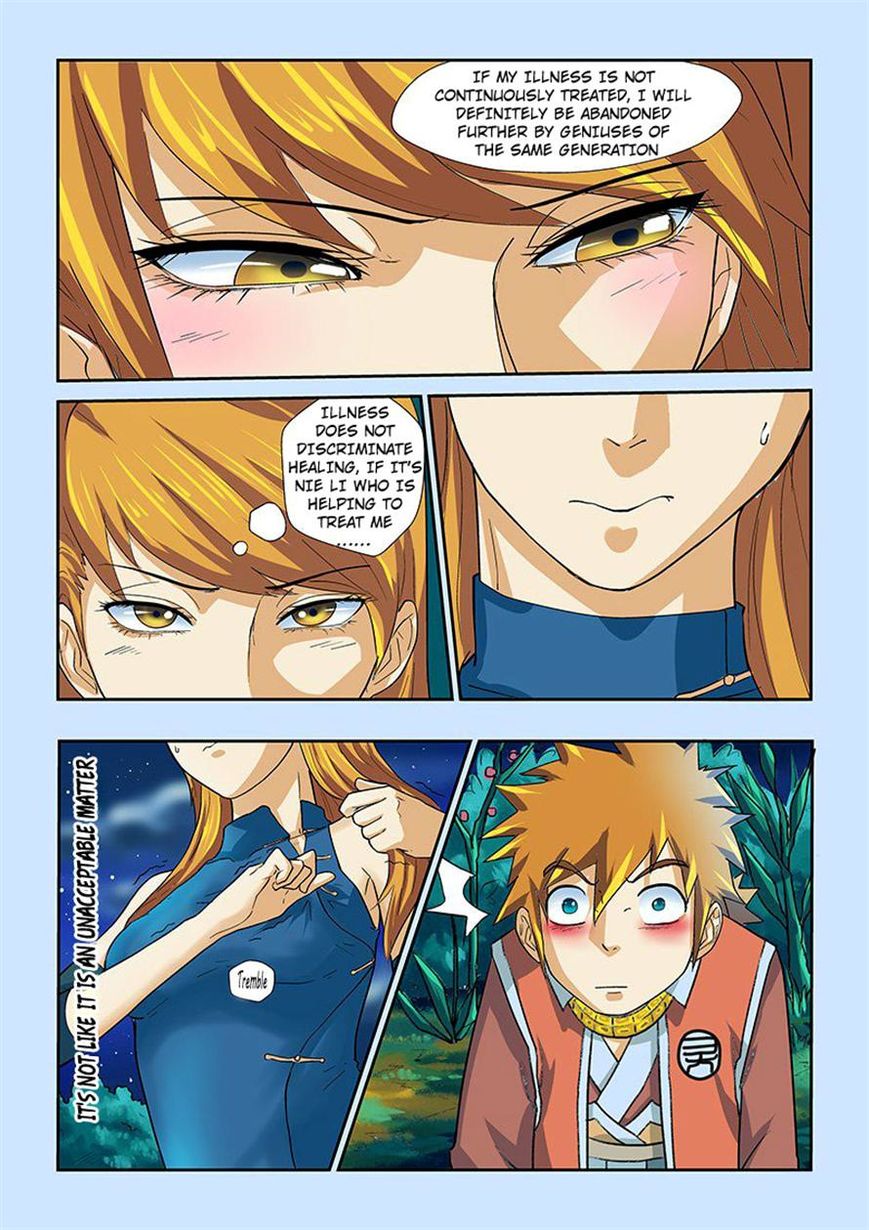 IF MY ILLNESS IS NOT
CONTINUOUSLY TREATED, I WILL
DEFINITELY BE ABANDONED
FURTHER BY GENIUSES OF
THE SAME GENERATION
ILLNESS
DOES NOT
DISCRIMINATE
HEALING, IF IT'S
NIE LI WHO IS
HELPING TO
TREAT ME
......
IT'S NOT LIKE IT IS AN UNACCEPTABLE MATTER
Tremble